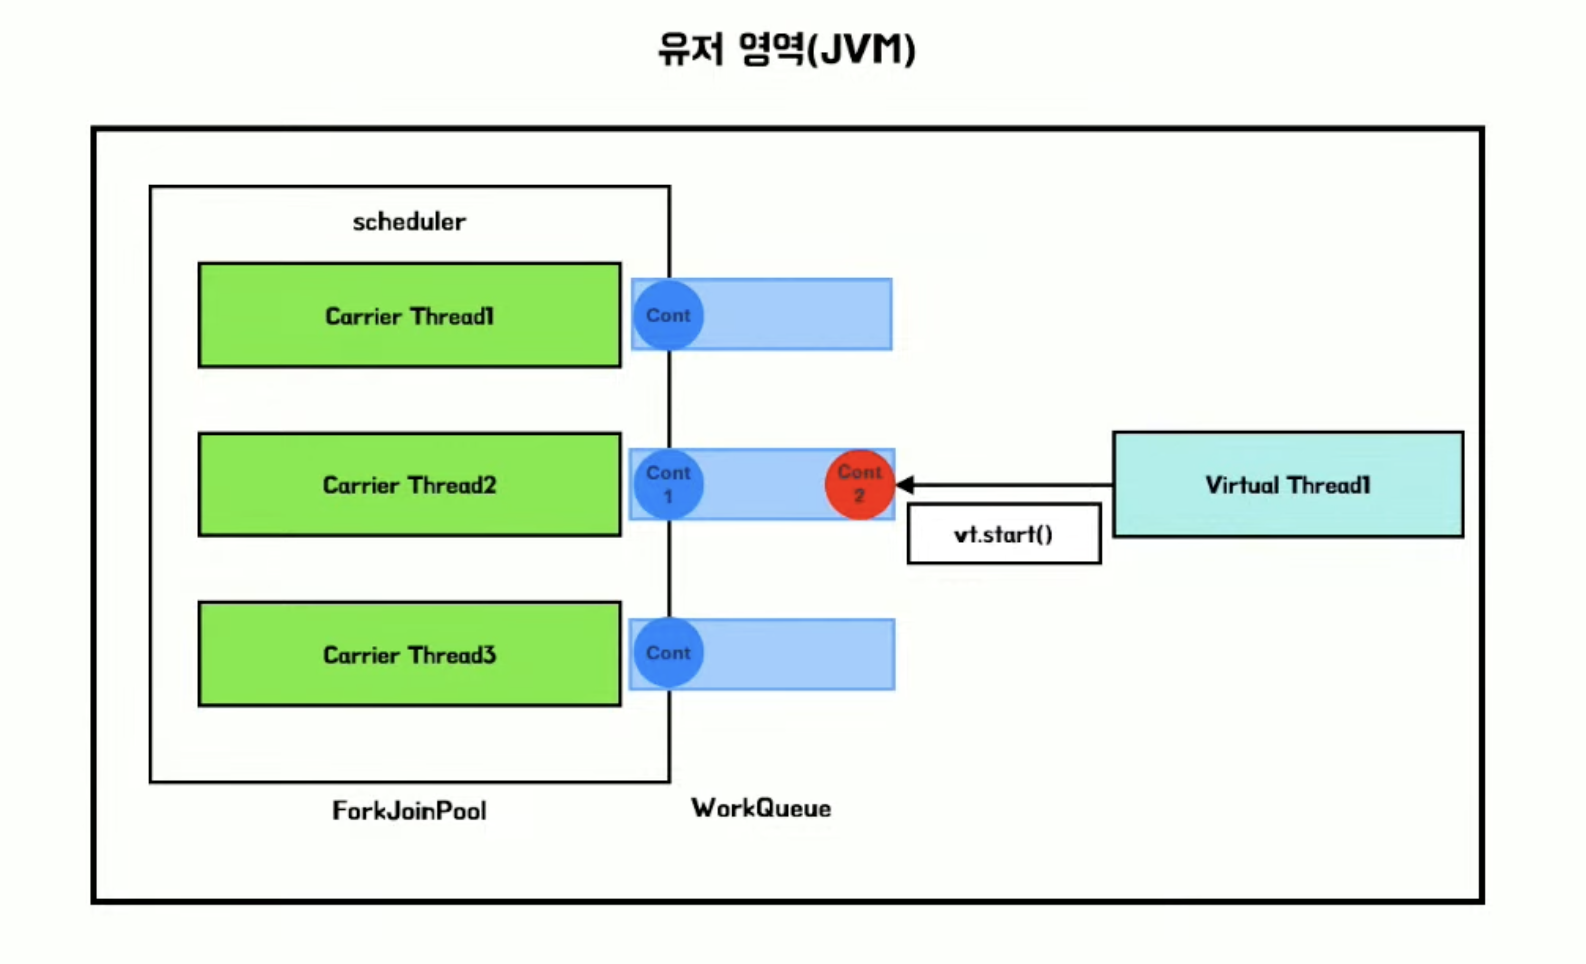 유저 영역(JVM)
scheduler
Carrier Thread1
Cont
Carrier Thread2
Cont
1
Cont
2
Virtual Thread1
vt.start()
Carrier Thread3
Cont
ForkJoinPool
WorkQueue